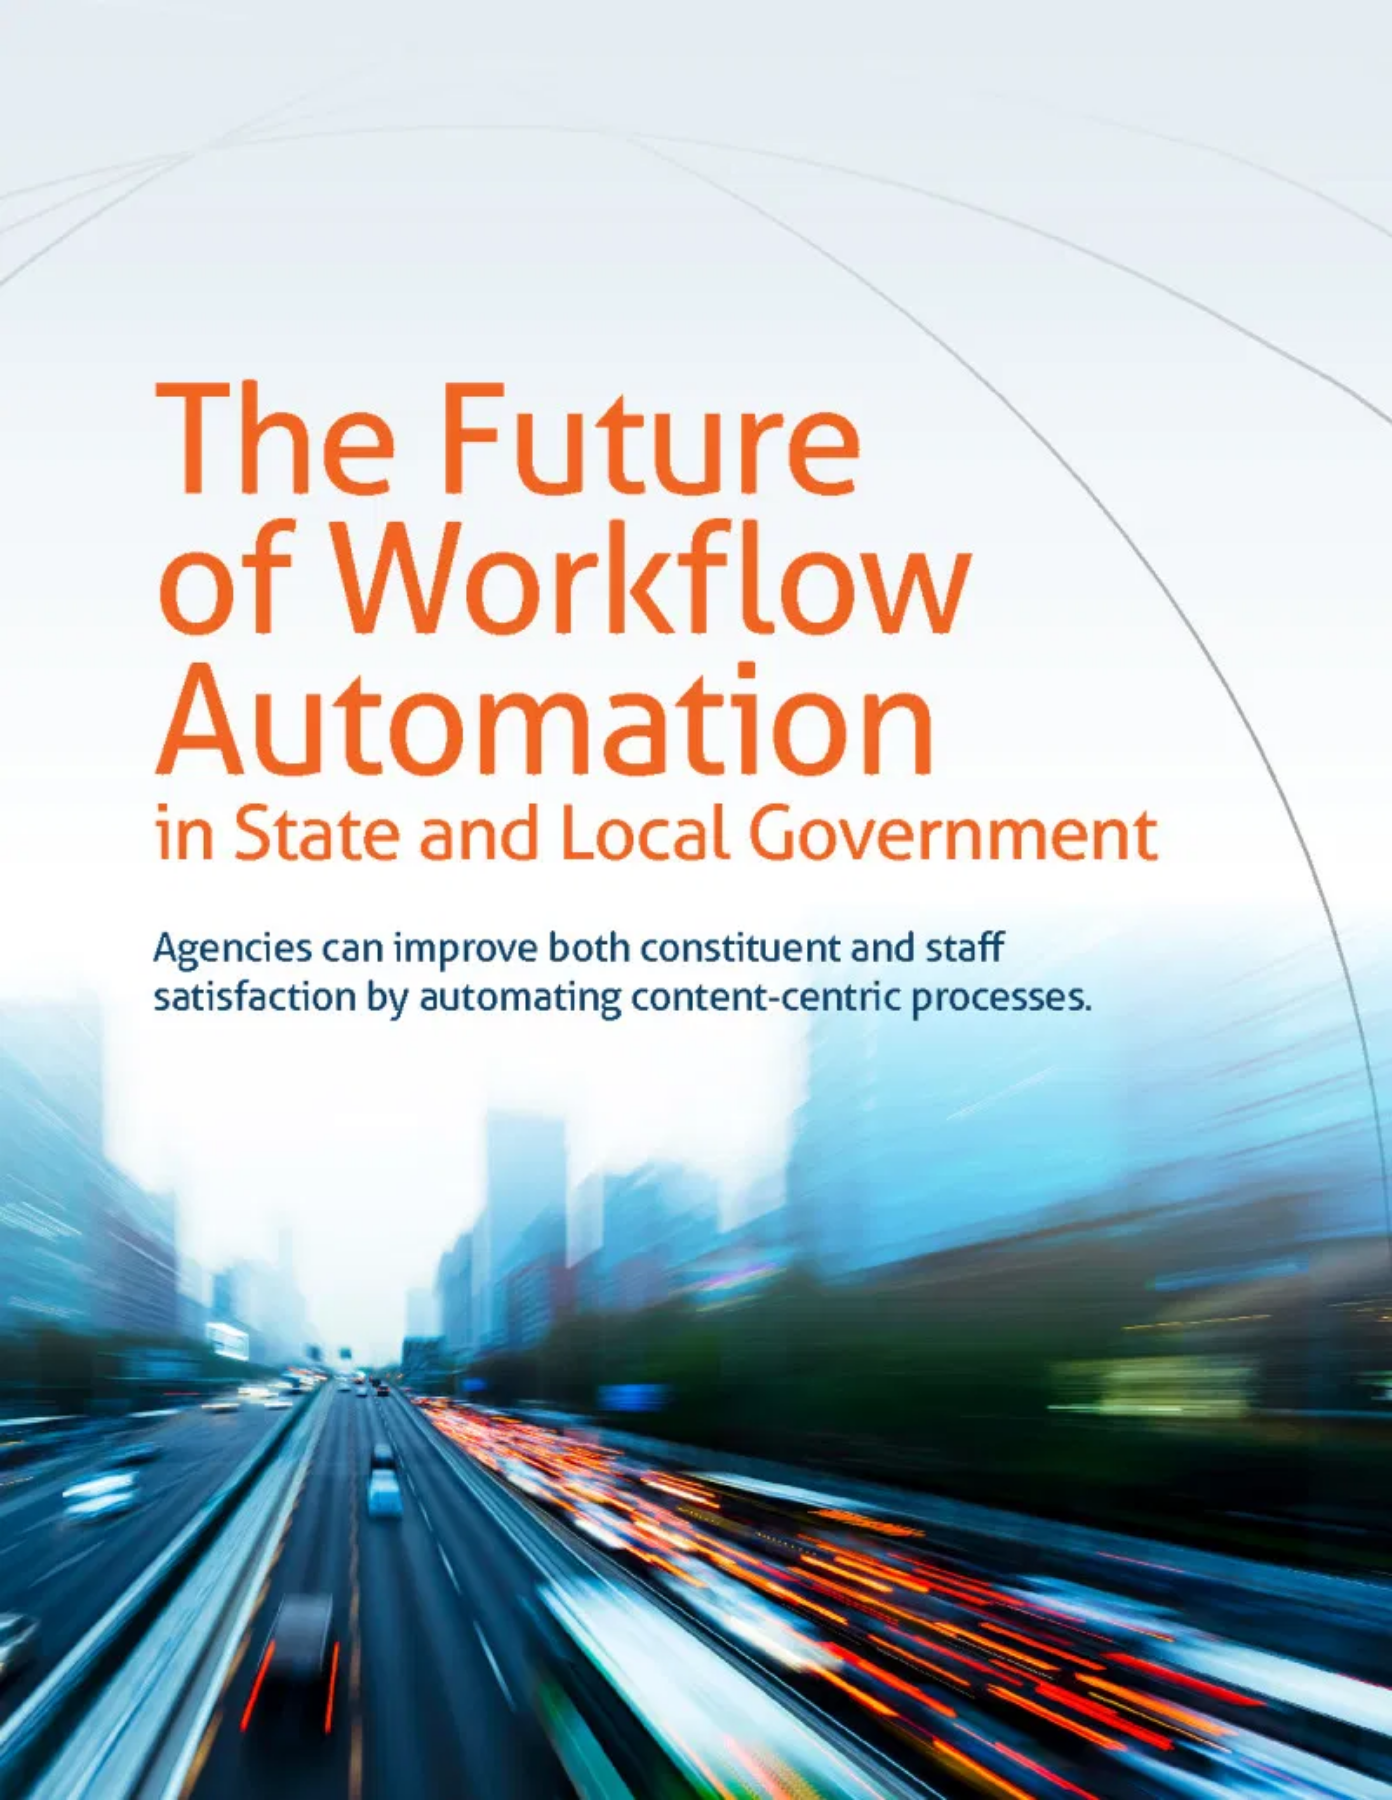 The Future
of Workflow
Automation
in State and Local Government
Agencies can improve both constituent and staff
satisfaction by automating content-centric processes.